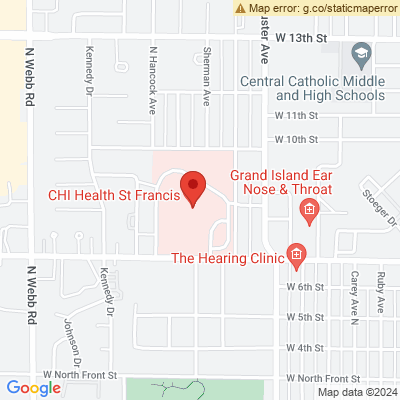 Map error: g.co/staticmaperror
W 13th St
N Webb Rd
Kennedy Dr
N Hancock Ave
Sherman Ave
uster Ave
Central Catholic Middle
and High Schools
W 11th St
W 10th St
Grand Island Ear
Nose & Throat
CHI Health St Francis
Stoeger Dr
The Hearing Clinic
N Webb Rd
Kennedy Dr
Johnson Dr
W 6th St
Carey Ave N
Ruby Ave
W 5th St
W 4th St
W North Front St
W North Front St
Google
Map data ©2024